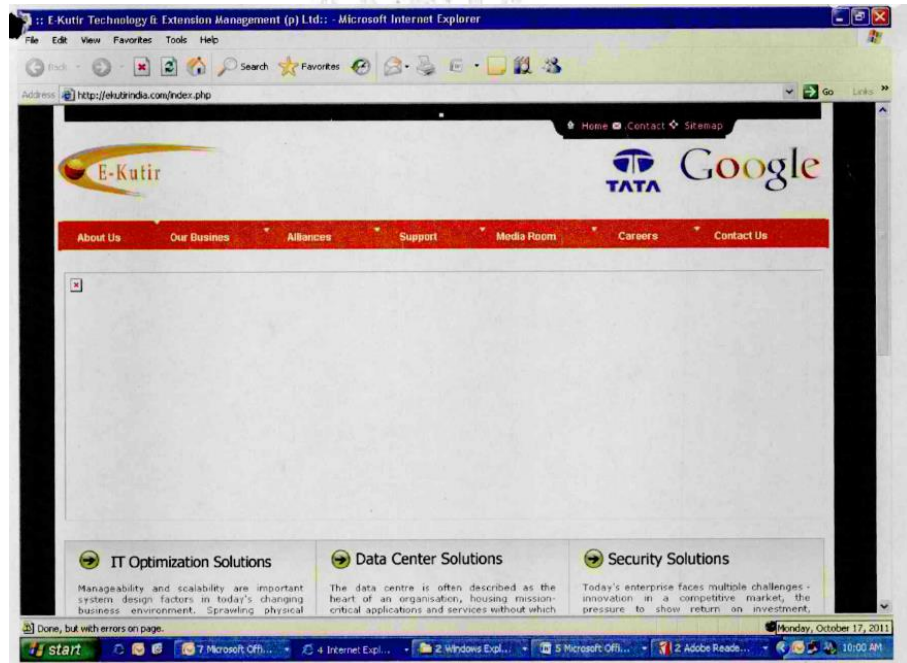 :: E-Kutir Technology & Extension Management (p) Ltd:: - Microsoft Internet Explorer
File Edit View Favorites Tools Help
Back Search Favorites
Address http://ekutirindia.com/index.php Go Links »
Home Contact Sitemap
E-Kutir TATA Google
About Us Our Busines Alliances Support Media Room Careers Contact Us
IT Optimization Solutions Data Center Solutions Security Solutions
Manageability and scalability are important The data centre is often described as the Today's enterprise faces multiple challenges -
system design factors in today's changing heart of an organisation, housing mission- innovation in a competitive market, the
business environment. Sprawling physical critical applications and services without which pressure to show return on investment,
Done, but with errors on page. Monday, October 17, 2011
start 7 Microsoft Offi... 4 Internet Expl... 2 Windows Expl... 5 Microsoft Offi... 2 Adobe Reade... 10:00 AM